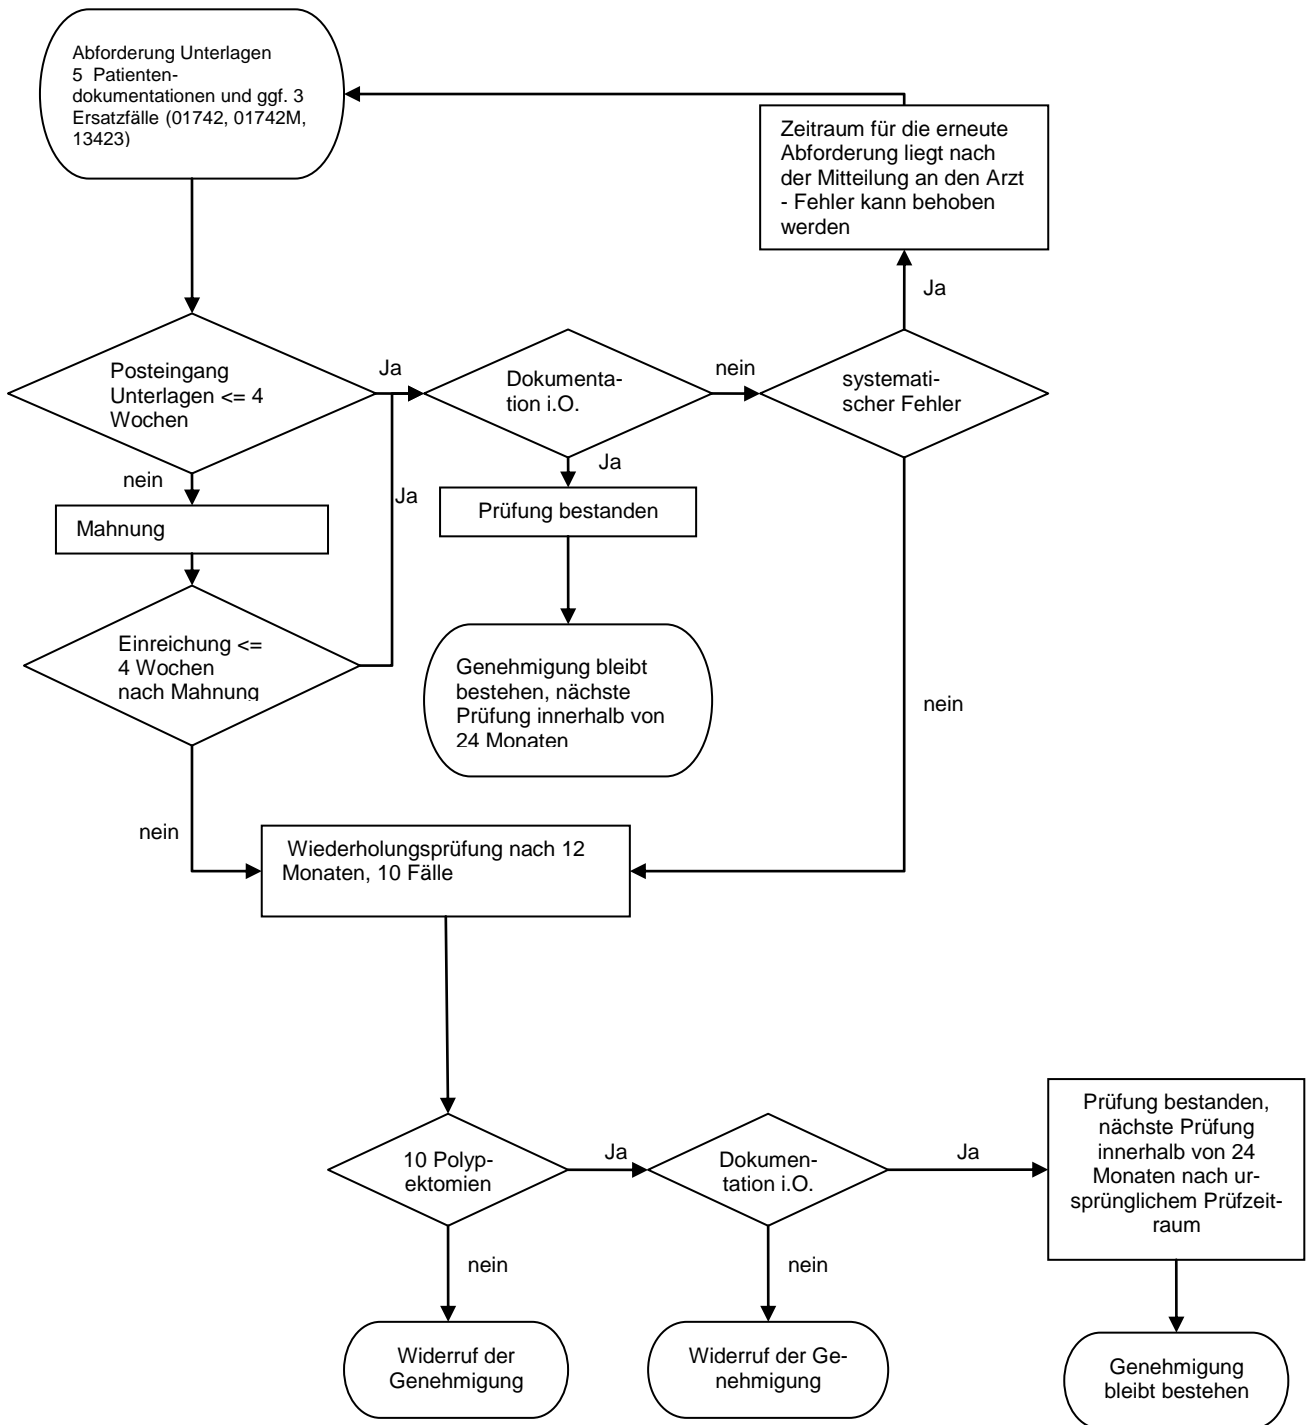 Abforderung Unterlagen
5 Patienten-
dokumentationen und ggf. 3
Ersatzfälle (01742, 01742M,
13423)
Zeitraum für die erneute
Abforderung liegt nach
der Mitteilung an den Arzt
- Fehler kann behoben
werden
Ja
Posteingang
Unterlagen <= 4
Wochen
Ja
Dokumenta-
tion i.O.
nein
systemati-
scher Fehler
nein
Ja
Ja
Mahnung
Prüfung bestanden
Einreichung <=
4 Wochen
nach Mahnung
Genehmigung bleibt
bestehen, nächste
Prüfung innerhalb von
24 Monaten
nein
nein
Wiederholungsprüfung nach 12
Monaten, 10 Fälle
10 Polyp-
ektomien
Ja
Dokumen-
tation i.O.
Ja
Prüfung bestanden,
nächste Prüfung
innerhalb von 24
Monaten nach ur-
sprünglichem Prüfzeit-
raum
nein
nein
Widerruf der
Genehmigung
Widerruf der Ge-
nehmigung
Genehmigung
bleibt bestehen